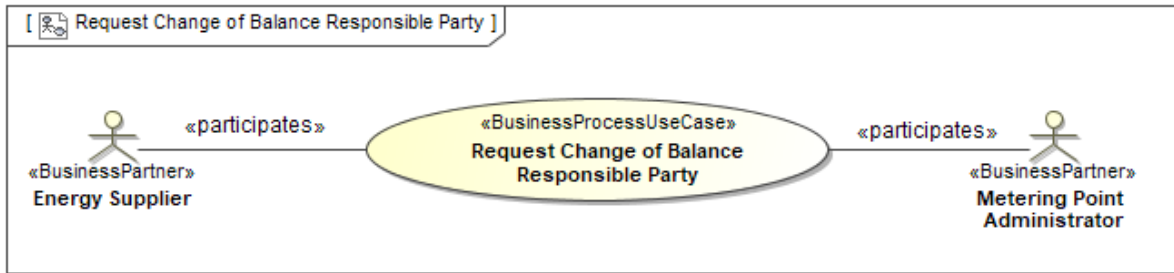 [ Request Change of Balance Responsible Party ]
«participates»
«BusinessPartner»
Energy Supplier
«BusinessProcessUseCase»
Request Change of Balance
Responsible Party
«participates»
«BusinessPartner»
Metering Point
Administrator